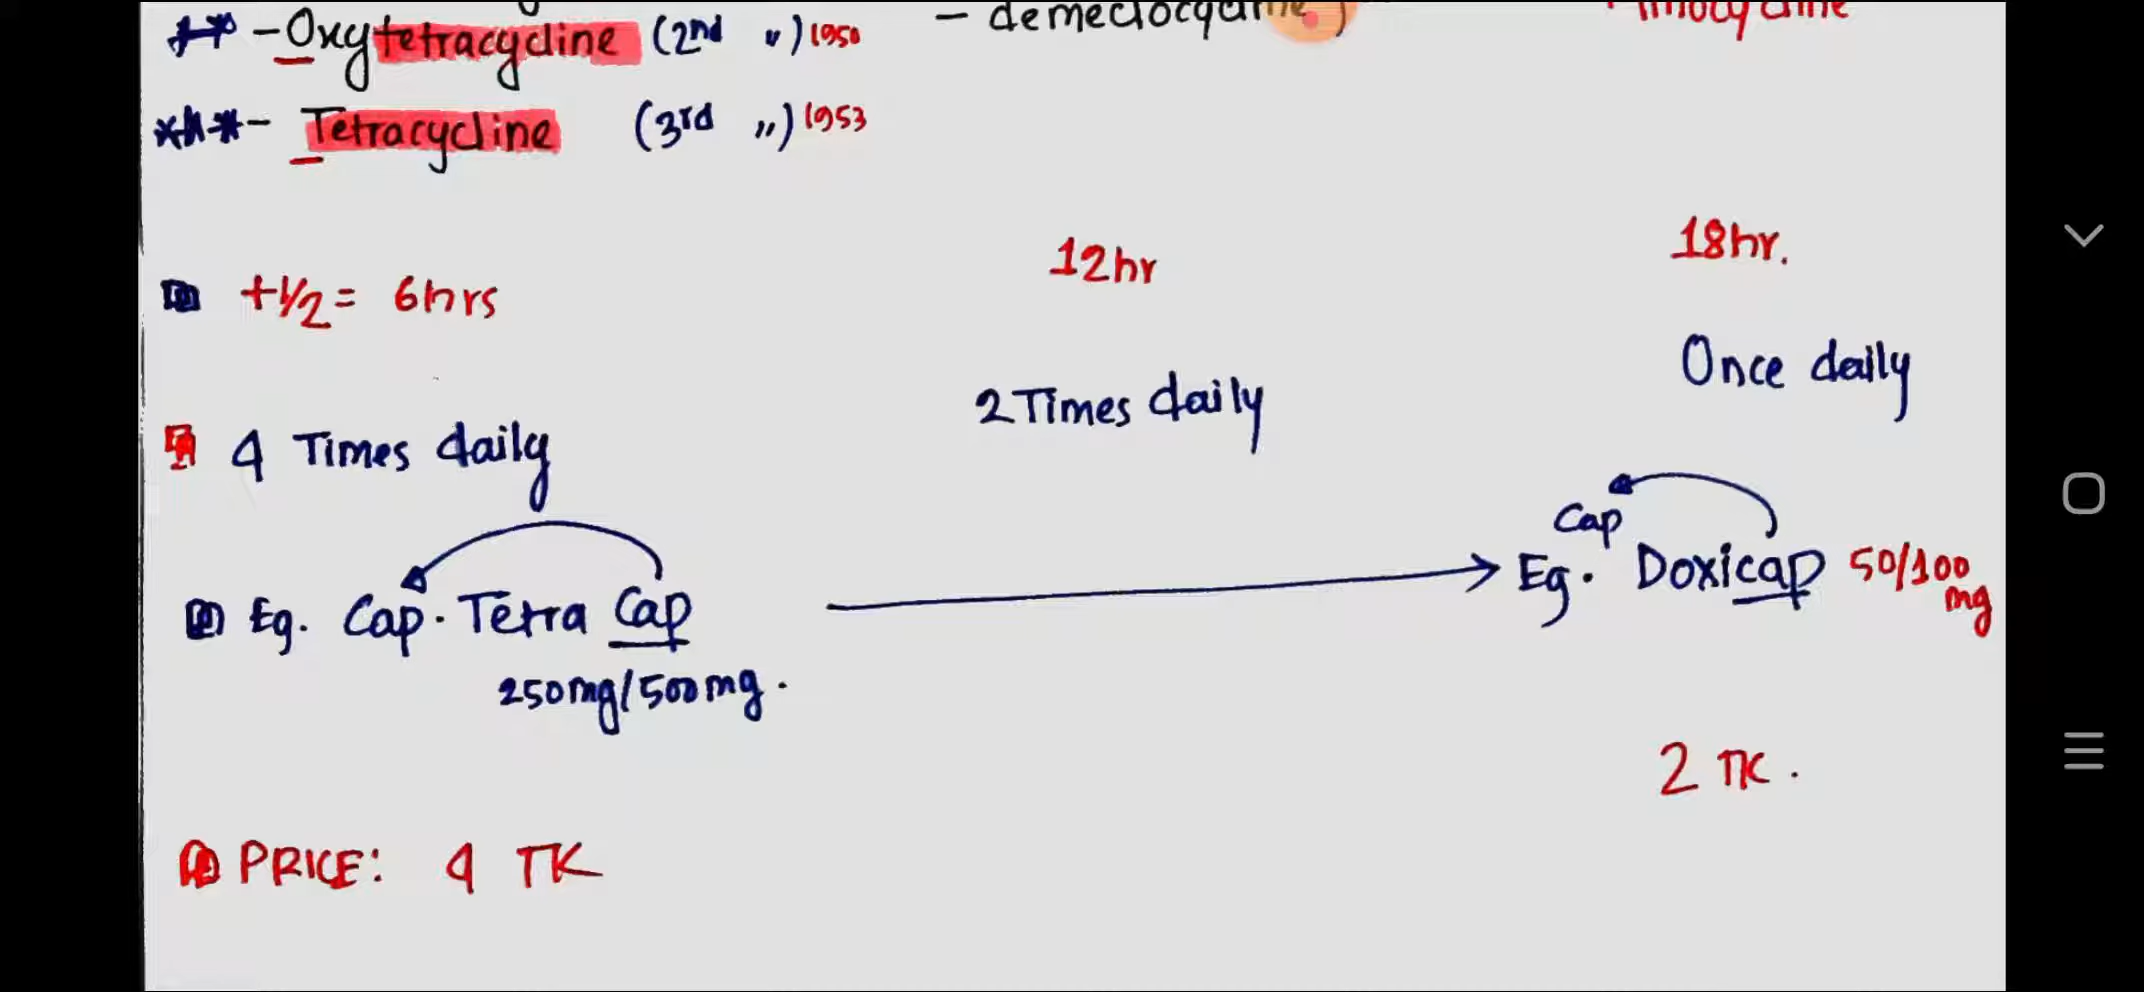 - Oxytetracycline (2nd 〃) 1950
- demeclocycline)
- Tetracycline (3rd 〃) 1953
t1/2 = 6hrs
12hr
18hr.
4 Times daily
2 Times daily
Once daily
Eg. Cap. Tetra Cap
250mg/500mg.
Cap
Eg. Doxicap 50/100 mg
2 TK.
PRICE: 4 TK